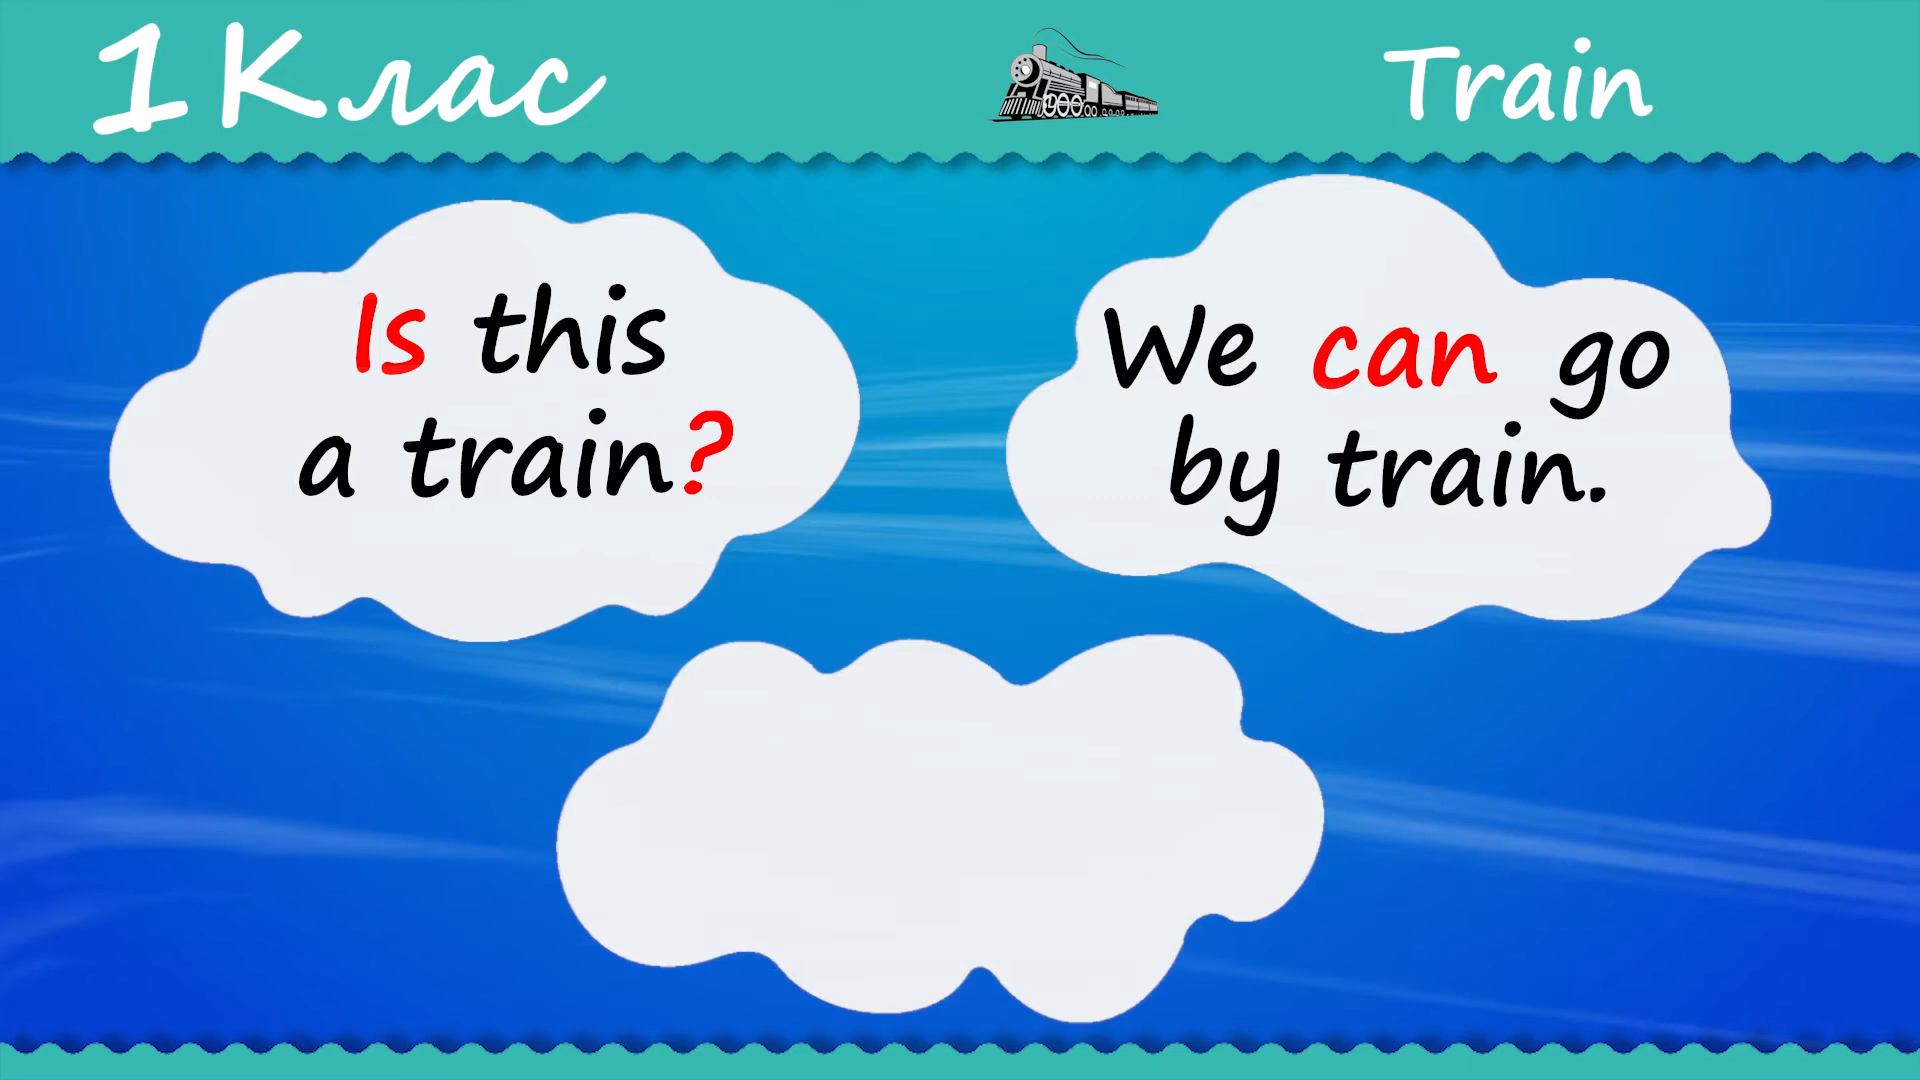 1 Клас
Train
Is this
a train?
We can go
by train.